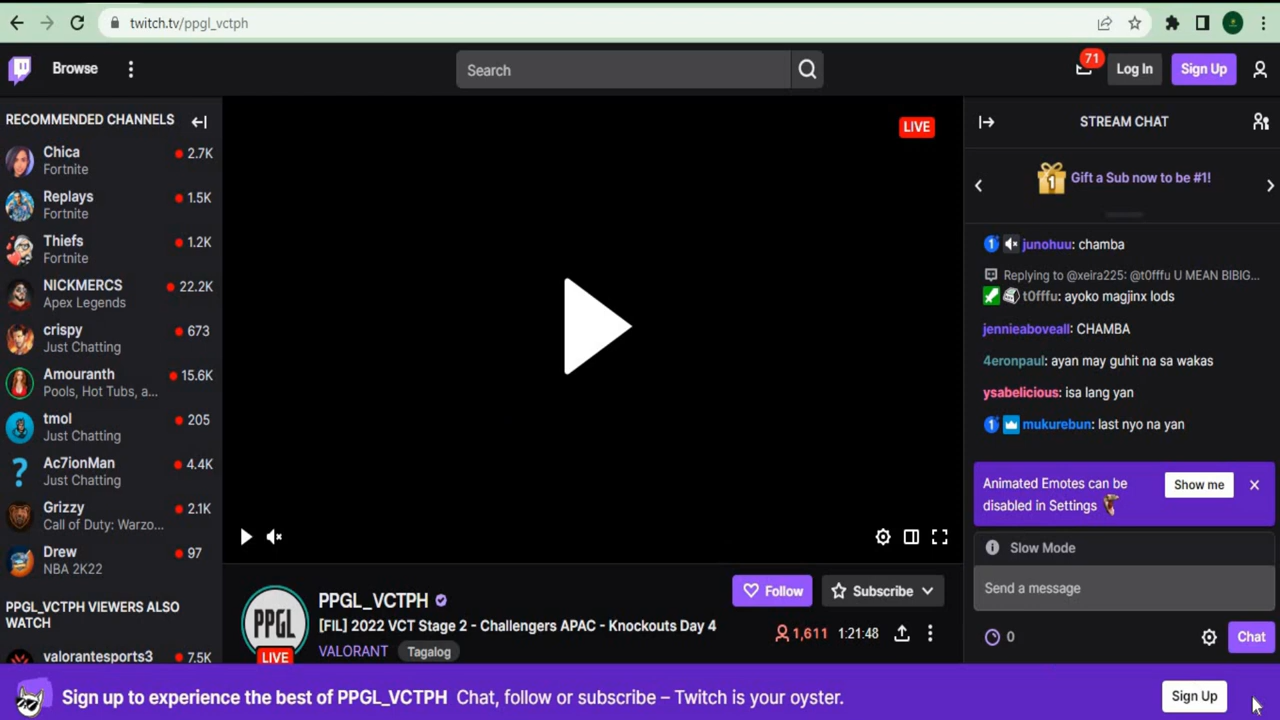 twitch.tv/ppgl_vctph
Browse
Search
71
Log In
Sign Up
RECOMMENDED CHANNELS
Chica
2.7K
Fortnite
Replays
1.5K
Fortnite
Thiefs
1.2K
Fortnite
NICKMERCS
22.2K
Apex Legends
crispy
673
Just Chatting
Amouranth
15.6K
Pools, Hot Tubs, a...
tmol
205
Just Chatting
Ac7ionMan
4.4K
Just Chatting
Grizzy
2.1K
Call of Duty: Warzo...
Drew
97
NBA 2K22
PPGL_VCTPH VIEWERS ALSO
WATCH
valorantesports3
7.5K
LIVE
PPGL
LIVE
PPGL_VCTPH
Follow
Subscribe
[FIL] 2022 VCT Stage 2 - Challengers APAC - Knockouts Day 4
VALORANT
Tagalog
1,611
1:21:48
STREAM CHAT
1
Gift a Sub now to be #1!
1 junohuu: chamba
Replying to @xeira225: @t0fffu U MEAN BIBIG...
t0fffu: ayoko magjinx lods
jennieaboveall: CHAMBA
4eronpaul: ayan may guhit na sa wakas
ysabelicious: isa lang yan
1 mukurebun: last nyo na yan
Animated Emotes can be
disabled in Settings
Show me
Slow Mode
Send a message
0
Chat
Sign up to experience the best of PPGL_VCTPH Chat, follow or subscribe – Twitch is your oyster.
Sign Up